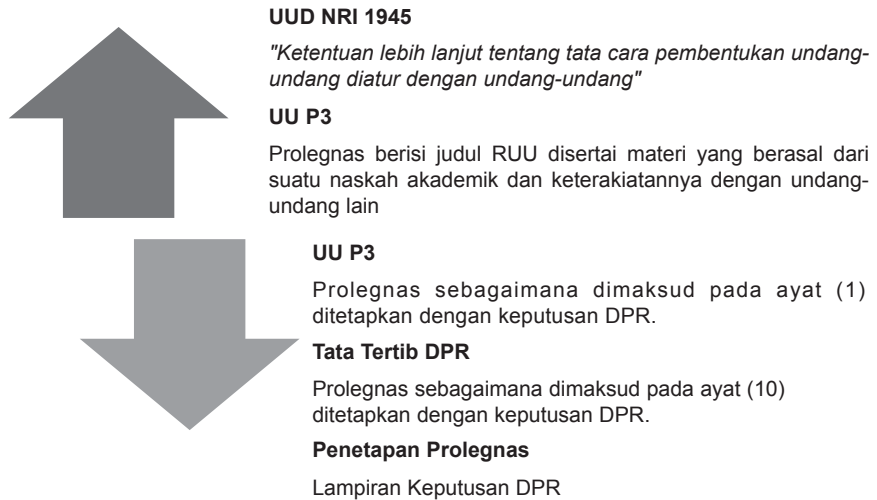 UUD NRI 1945
"Ketentuan lebih lanjut tentang tata cara pembentukan undang-
undang diatur dengan undang-undang"
UU P3
Prolegnas berisi judul RUU disertai materi yang berasal dari
suatu naskah akademik dan keterakiatannya dengan undang-
undang lain
UU P3
Prolegnas sebagaimana dimaksud pada ayat (1)
ditetapkan dengan keputusan DPR.
Tata Tertib DPR
Prolegnas sebagaimana dimaksud pada ayat (10)
ditetapkan dengan keputusan DPR.
Penetapan Prolegnas
Lampiran Keputusan DPR